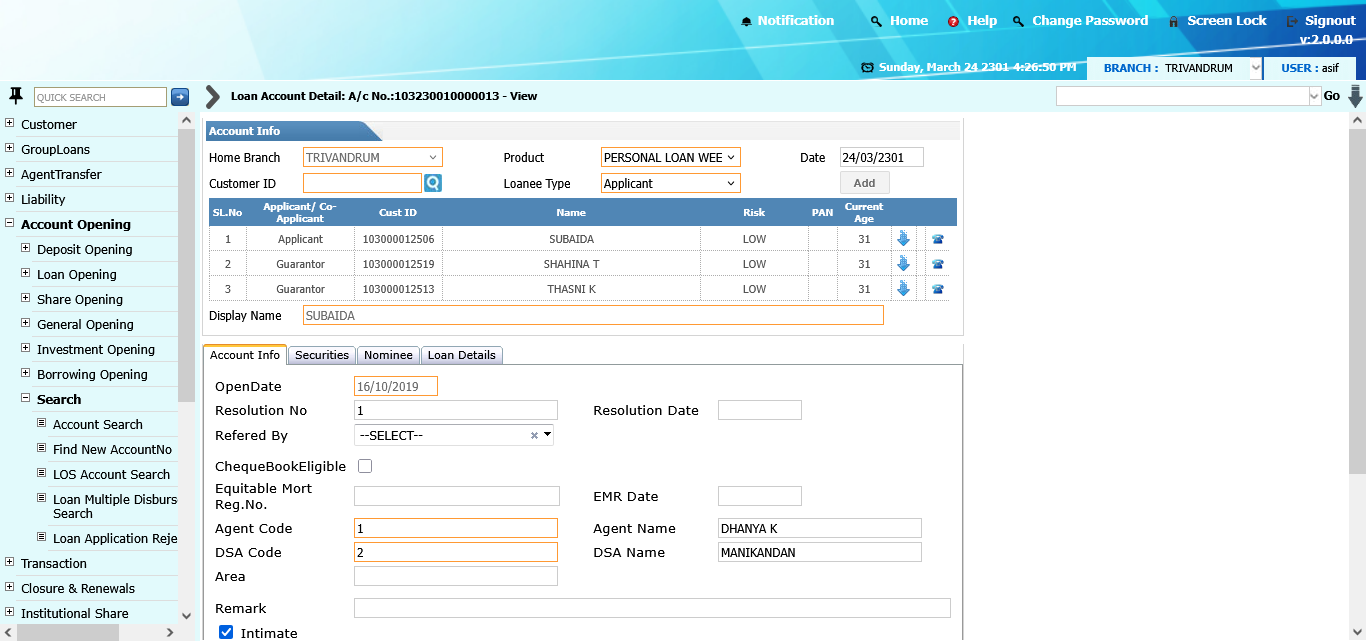 Notification Home Help Change Password Screen Lock Signout
v:2.0.0.0
Sunday, March 24 2301 4:26:50 PM BRANCH : TRIVANDRUM USER : asif
QUICK SEARCH Loan Account Detail: A/c No.:103230010000013 - View Go
Customer
GroupLoans
AgentTransfer
Liability
Account Opening
Deposit Opening
Loan Opening
Share Opening
General Opening
Investment Opening
Borrowing Opening
Search
Account Search
Find New AccountNo
LOS Account Search
Loan Multiple Disburs
Search
Loan Application Reje
Transaction
Closure & Renewals
Institutional Share
Account Info
Home Branch TRIVANDRUM Product PERSONAL LOAN WEE Date 24/03/2301
Customer ID Loanee Type Applicant Add
SL.No Applicant/ Co-Applicant Cust ID Name Risk PAN Current Age
1 Applicant 103000012506 SUBAIDA LOW 31
2 Guarantor 103000012519 SHAHINA T LOW 31
3 Guarantor 103000012513 THASNI K LOW 31
Display Name SUBAIDA
Account Info Securities Nominee Loan Details
OpenDate 16/10/2019
Resolution No 1 Resolution Date
Refered By --SELECT--
ChequeBookEligible
Equitable Mort
Reg.No. EMR Date
Agent Code 1 Agent Name DHANYA K
DSA Code 2 DSA Name MANIKANDAN
Area
Remark
Intimate